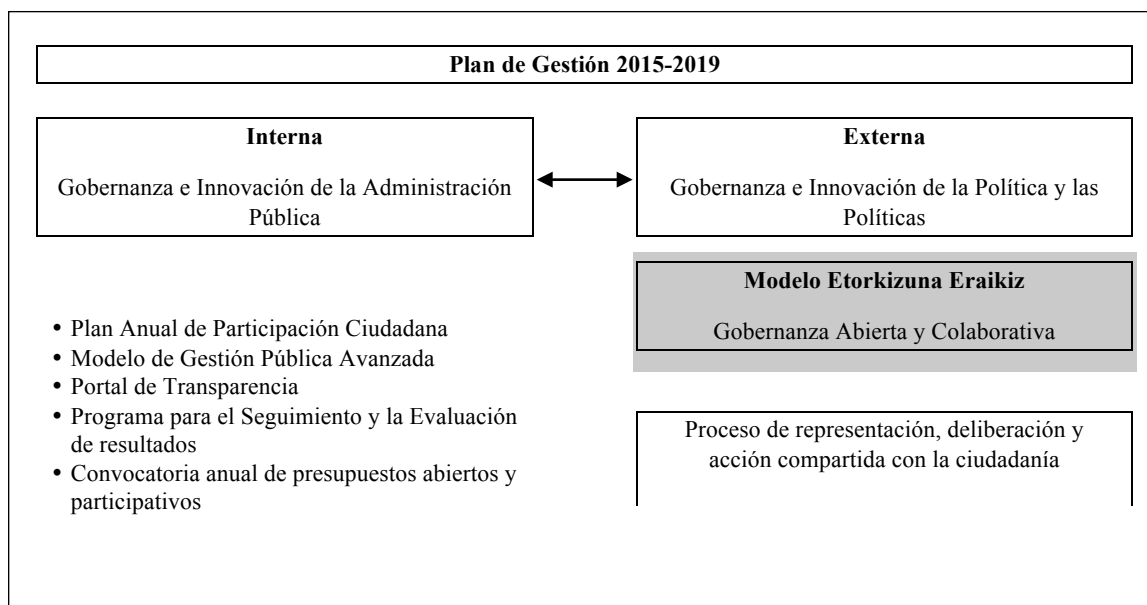 Plan de Gestión 2015-2019
Interna
Gobernanza e Innovación de la Administración
Pública
Externa
Gobernanza e Innovación de la Política y las
Políticas
Modelo Etorkizuna Eraikiz
Gobernanza Abierta y Colaborativa
• Plan Anual de Participación Ciudadana
• Modelo de Gestión Pública Avanzada
• Portal de Transparencia
• Programa para el Seguimiento y la Evaluación
de resultados
• Convocatoria anual de presupuestos abiertos y
participativos
Proceso de representación, deliberación y
acción compartida con la ciudadanía